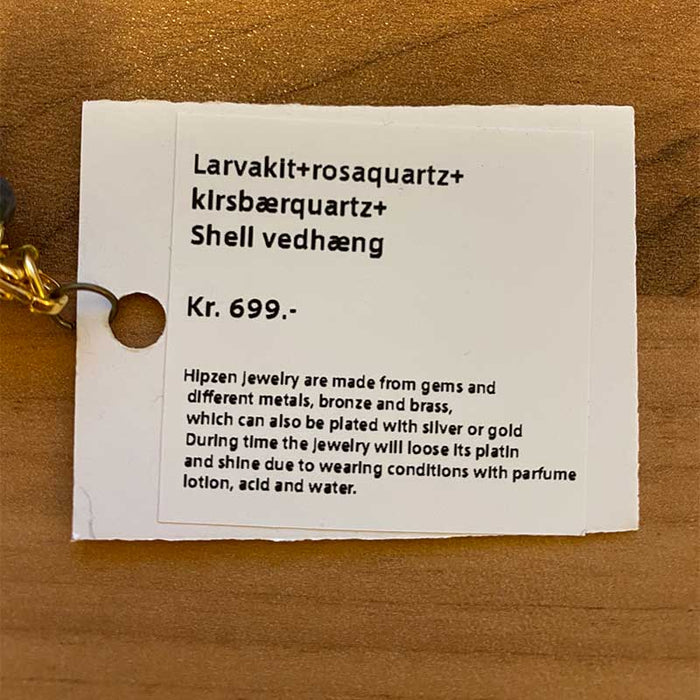 Larvakit+rosaquartz+
kirsbærquartz+
Shell vedhæng
Kr. 699.-
Hipzen jewelry are made from gems and
different metals, bronze and brass,
which can also be plated with silver or gold
During time the jewelry will loose its platin
and shine due to wearing conditions with parfume
lotion, acid and water.